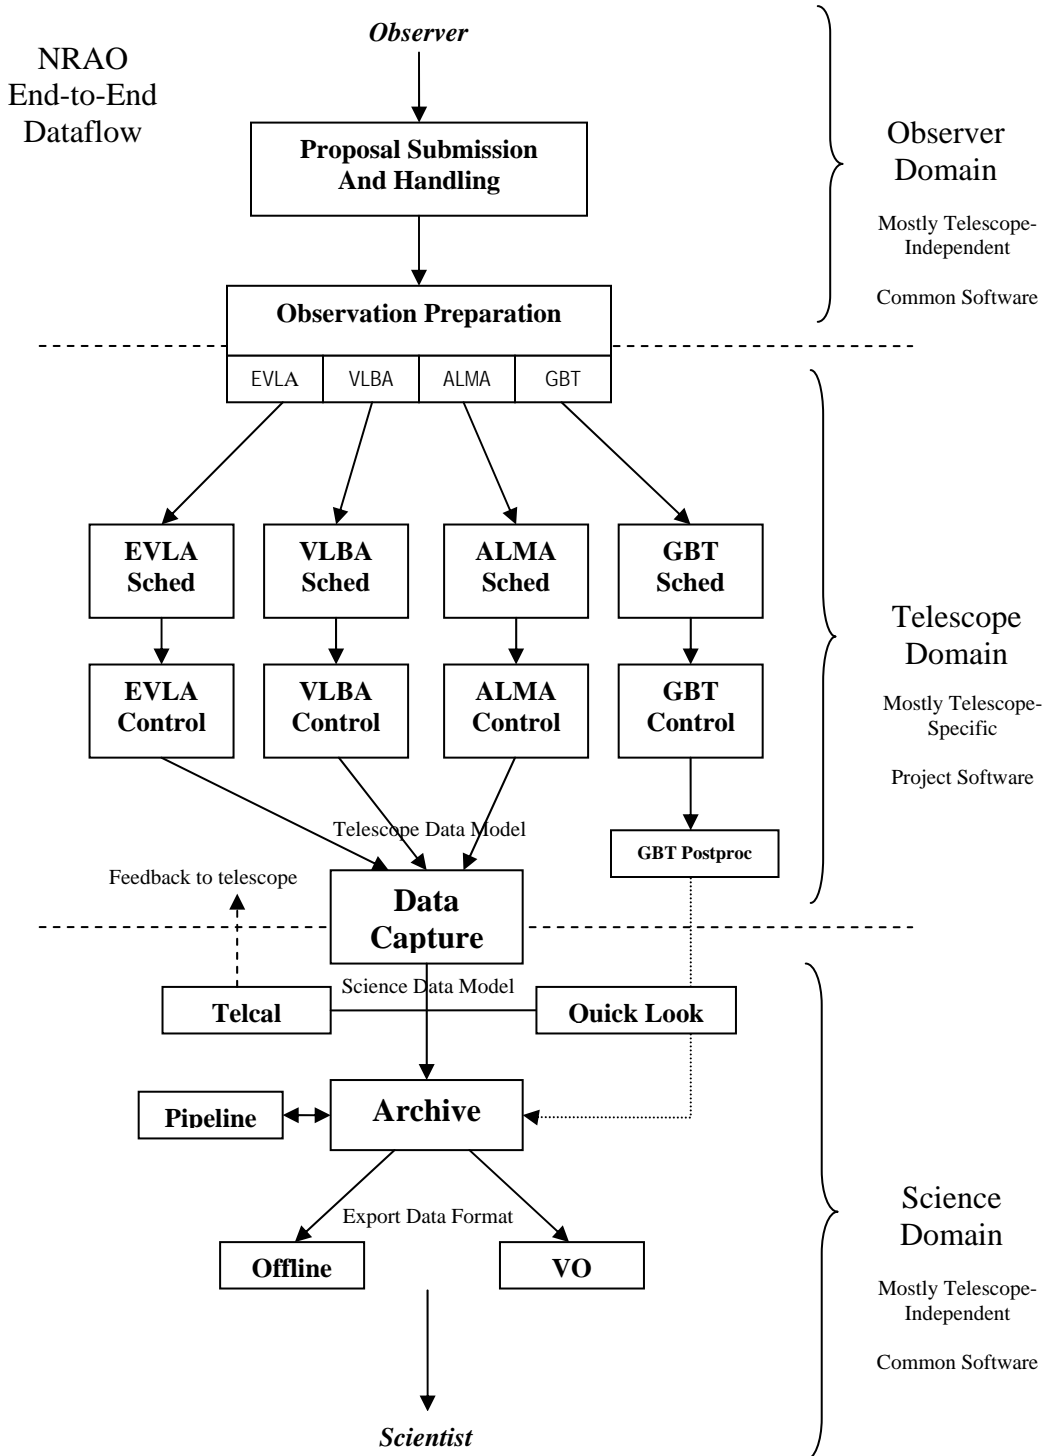 Observer
NRAO
End-to-End
Dataflow
Proposal Submission
And Handling
Observer
Domain
Mostly Telescope-
Independent
Common Software
Observation Preparation
EVLA VLBA ALMA GBT
EVLA
Sched
VLBA
Sched
ALMA
Sched
GBT
Sched
EVLA
Control
VLBA
Control
ALMA
Control
GBT
Control
Telescope
Domain
Mostly Telescope-
Specific
Project Software
Telescope Data Model
GBT Postproc
Feedback to telescope
Data
Capture
Science Data Model
Telcal
Quick Look
Pipeline
Archive
Export Data Format
Offline
VO
Science
Domain
Mostly Telescope-
Independent
Common Software
Scientist